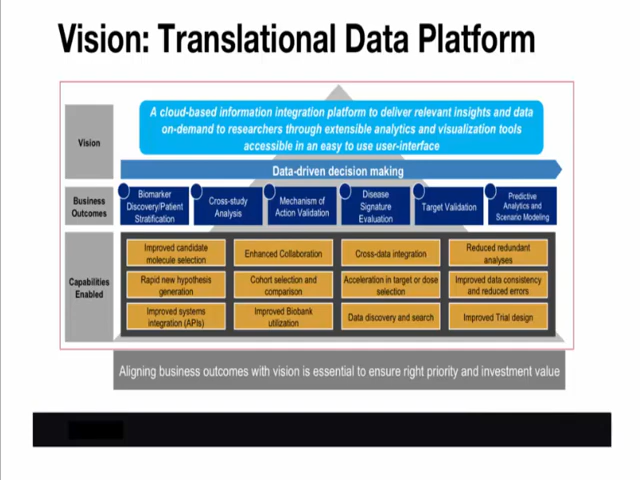 Vision: Translational Data Platform
Vision
A cloud-based information integration platform to deliver relevant insights and data
on-demand to researchers through extensible analytics and visualization tools
accessible in an easy to use user-interface
Data-driven decision making
Business
Outcomes
Biomarker
Discovery/Patient
Stratification
Cross-study
Analysis
Mechanism of
Action Validation
Disease
Signature
Evaluation
Target Validation
Predictive
Analytics and
Scenario Modeling
Capabilities
Enabled
Improved candidate
molecule selection
Enhanced Collaboration
Cross-data integration
Reduced redundant
analyses
Rapid new hypothesis
generation
Cohort selection and
comparison
Acceleration in target or dose
selection
Improved data consistency
and reduced errors
Improved systems
integration (APIs)
Improved Biobank
utilization
Data discovery and search
Improved Trial design
Aligning business outcomes with vision is essential to ensure right priority and investment value